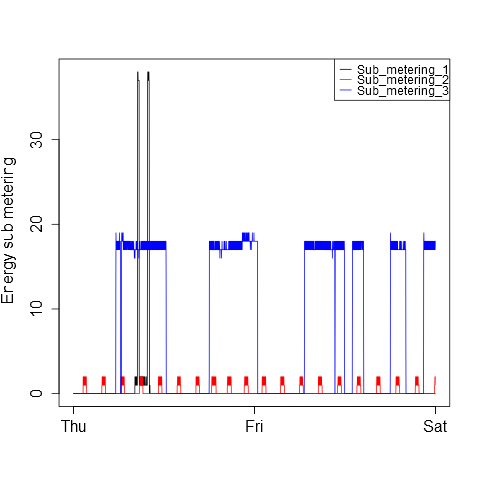 Sub_metering_1
Sub_metering_2
Sub_metering_3
Energy sub metering
30
20
10
0
Thu Fri Sat